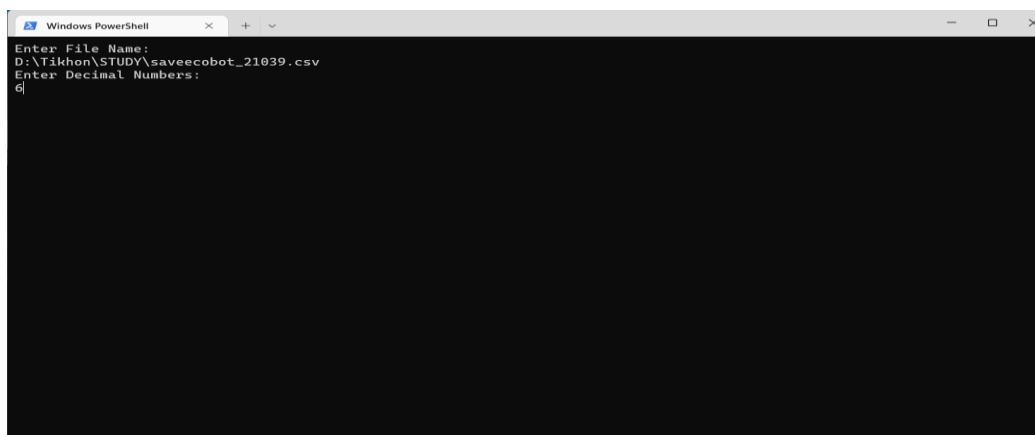 Windows PowerShell
Enter File Name:
D:\Tikhon\STUDY\saveecobot_21039.csv
Enter Decimal Numbers:
6